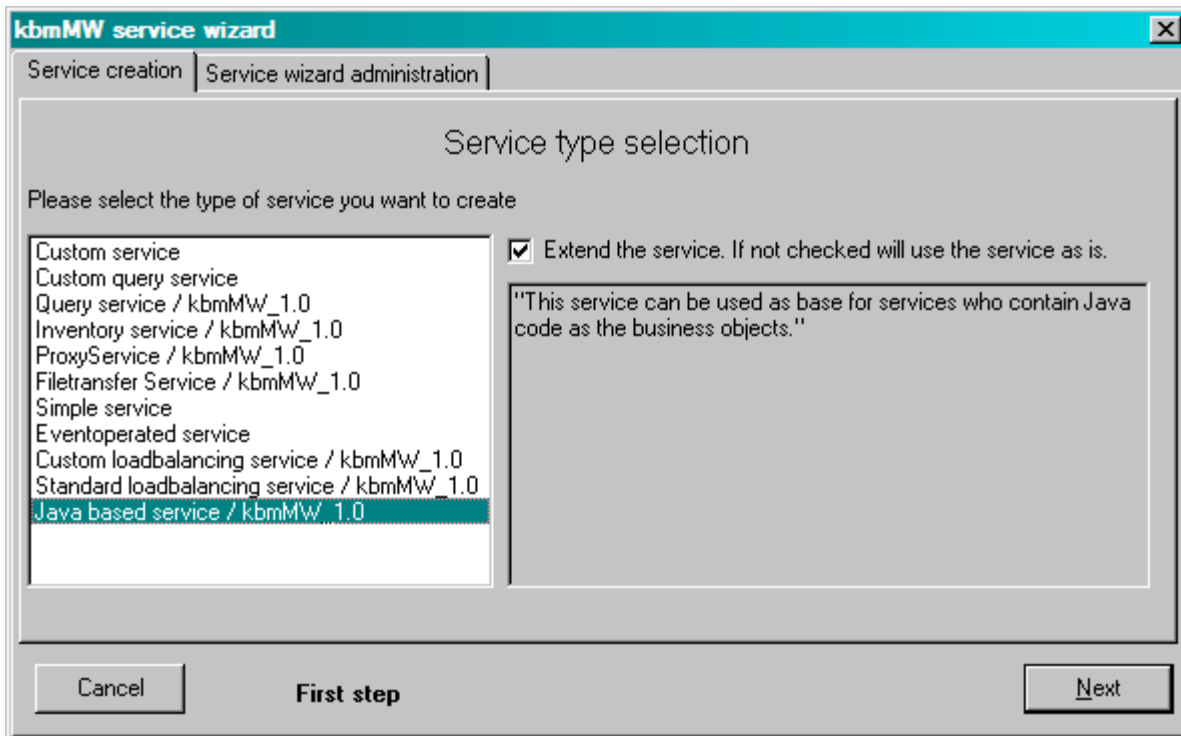 kbmMW service wizard
Service creation
Service wizard administration
Service type selection
Please select the type of service you want to create
Custom service
Custom query service
Query service / kbmMW_1.0
Inventory service / kbmMW_1.0
ProxyService / kbmMW_1.0
Filetransfer Service / kbmMW_1.0
Simple service
Eventoperated service
Custom loadbalancing service / kbmMW_1.0
Standard loadbalancing service / kbmMW_1.0
Java based service / kbmMW_1.0
Extend the service. If not checked will use the service as is.
"This service can be used as base for services who contain Java
code as the business objects."
Cancel
First step
Next